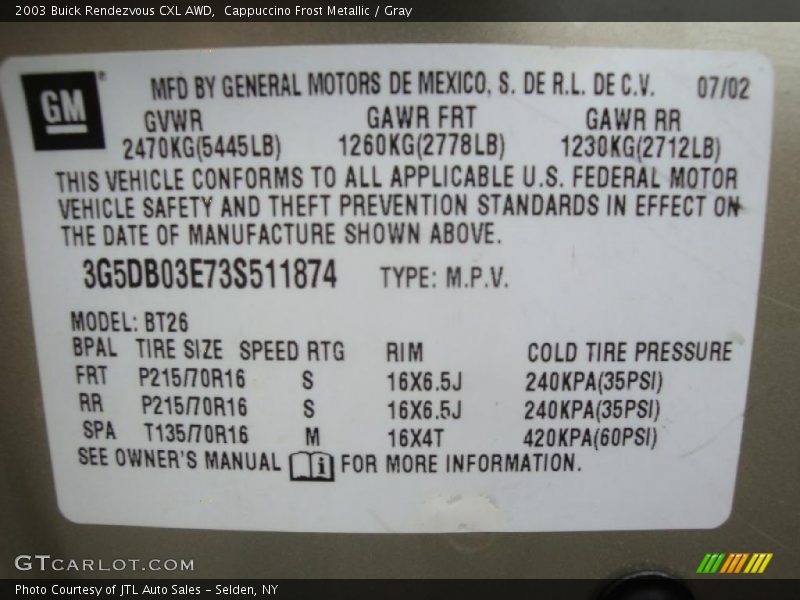 2003 Buick Rendezvous CXL AWD,  Cappuccino Frost Metallic / Gray
GM®
MFD BY GENERAL MOTORS DE MEXICO, S. DE R.L. DE C.V. 07/02
GVWR GAWR FRT GAWR RR
2470KG(5445LB) 1260KG(2778LB) 1230KG(2712LB)
THIS VEHICLE CONFORMS TO ALL APPLICABLE U.S. FEDERAL MOTOR
VEHICLE SAFETY AND THEFT PREVENTION STANDARDS IN EFFECT ON
THE DATE OF MANUFACTURE SHOWN ABOVE.
3G5DB03E73S511874 TYPE: M.P.V.
MODEL: BT26
BPAL TIRE SIZE SPEED RTG RIM COLD TIRE PRESSURE
FRT P215/70R16 S 16X6.5J 240KPA(35PSI)
RR P215/70R16 S 16X6.5J 240KPA(35PSI)
SPA T135/70R16 M 16X4T 420KPA(60PSI)
SEE OWNER'S MANUAL i FOR MORE INFORMATION.
GTCARLOT.COM
Photo Courtesy of JTL Auto Sales - Selden, NY